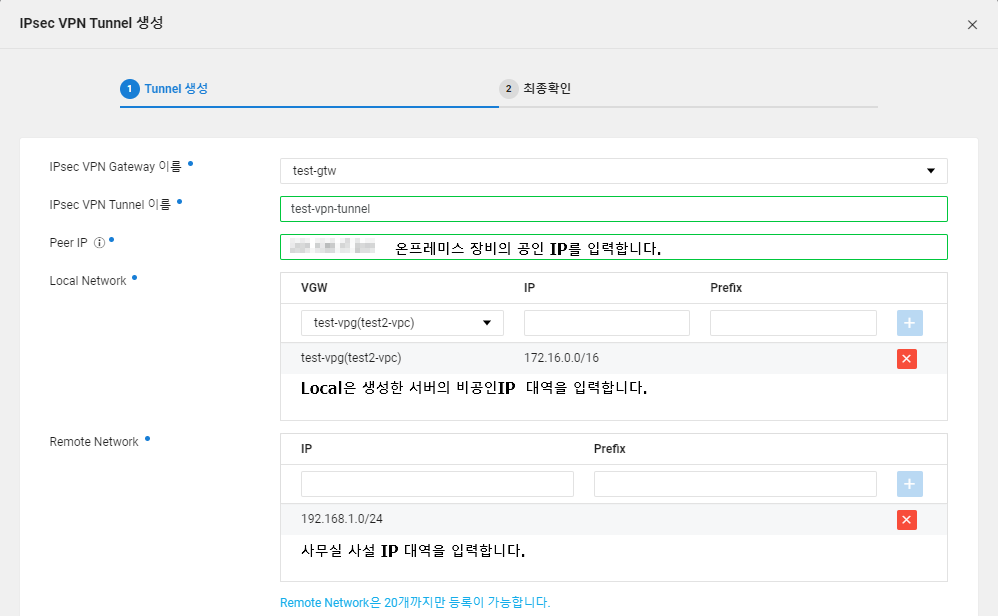 IPsec VPN Tunnel 생성
1 Tunnel 생성
2 최종확인
IPsec VPN Gateway 이름
test-gtw
IPsec VPN Tunnel 이름
test-vpn-tunnel
Peer IP
온프레미스 장비의 공인 IP를 입력합니다.
Local Network
VGW IP Prefix
test-vpg(test2-vpc)
test-vpg(test2-vpc) 172.16.0.0/16
Local은 생성한 서버의 비공인IP 대역을 입력합니다.
Remote Network
IP Prefix
192.168.1.0/24
사무실 사설 IP 대역을 입력합니다.
Remote Network은 20개까지만 등록이 가능합니다.